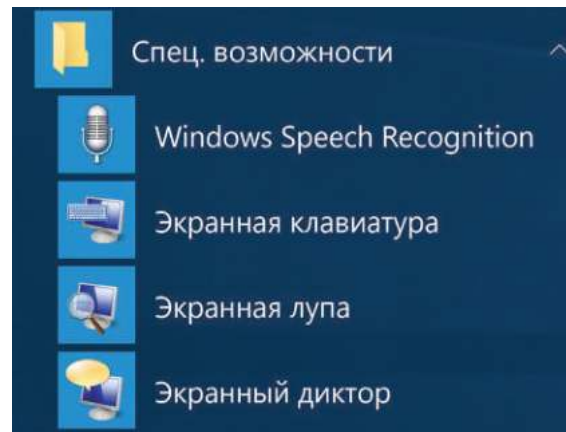 Спец. возможности
Windows Speech Recognition
Экранная клавиатура
Экранная лупа
Экранный диктор